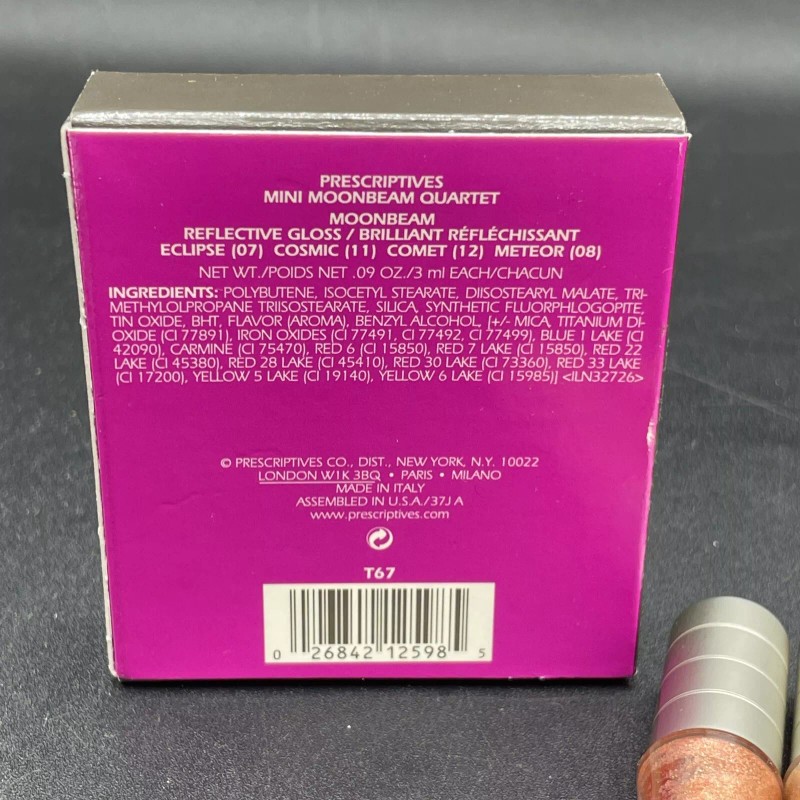 PRESCRIPTIVES
MINI MOONBEAM QUARTET
MOONBEAM
REFLECTIVE GLOSS / BRILLIANT RÉFLÉCHISSANT
ECLIPSE (07) COSMIC (11) COMET (12) METEOR (08)
NET WT./POIDS NET .09 OZ./3 ml EACH/CHACUN
INGREDIENTS: POLYBUTENE, ISOCETYL STEARATE, DIISOSTEARYL MALATE, TRI-
METHYLOLPROPANE TRIISOSTEARATE, SILICA, SYNTHETIC FLUORPHLOGOPITE,
TIN OXIDE, BHT, FLAVOR (AROMA), BENZYL ALCOHOL, [+/- MICA, TITANIUM DI-
OXIDE (CI 77891), IRON OXIDES (CI 77491, CI 77492, CI 77499), BLUE 1 LAKE (CI
42090), CARMINE (CI 75470), RED 6 (CI 15850), RED 7 LAKE (CI 15850), RED 22
LAKE (CI 45380), RED 28 LAKE (CI 45410), RED 30 LAKE (CI 73360), RED 33 LAKE
(CI 17200), YELLOW 5 LAKE (CI 19140), YELLOW 6 LAKE (CI 15985)] <ILN32726>
© PRESCRIPTIVES CO., DIST., NEW YORK, N.Y. 10022
LONDON W1K 3BQ • PARIS • MILANO
MADE IN ITALY
ASSEMBLED IN U.S.A./37J A
www.prescriptives.com
T67
0 26842 12598 5